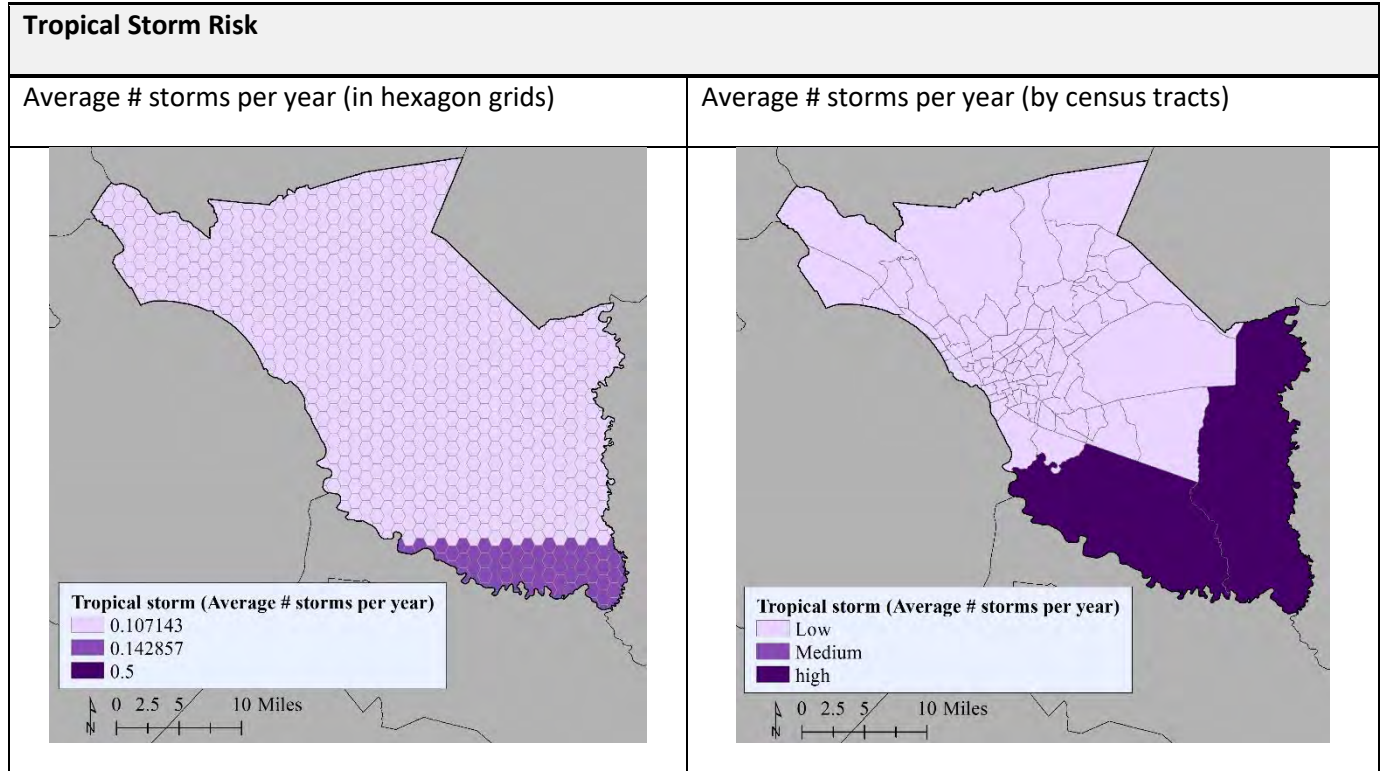 Tropical Storm Risk
Average # storms per year (in hexagon grids)
Average # storms per year (by census tracts)
Tropical storm (Average # storms per year)
0.107143
0.142857
0.5
N
0 2.5 5 10 Miles
Tropical storm (Average # storms per year)
Low
Medium
high
N
0 2.5 5 10 Miles